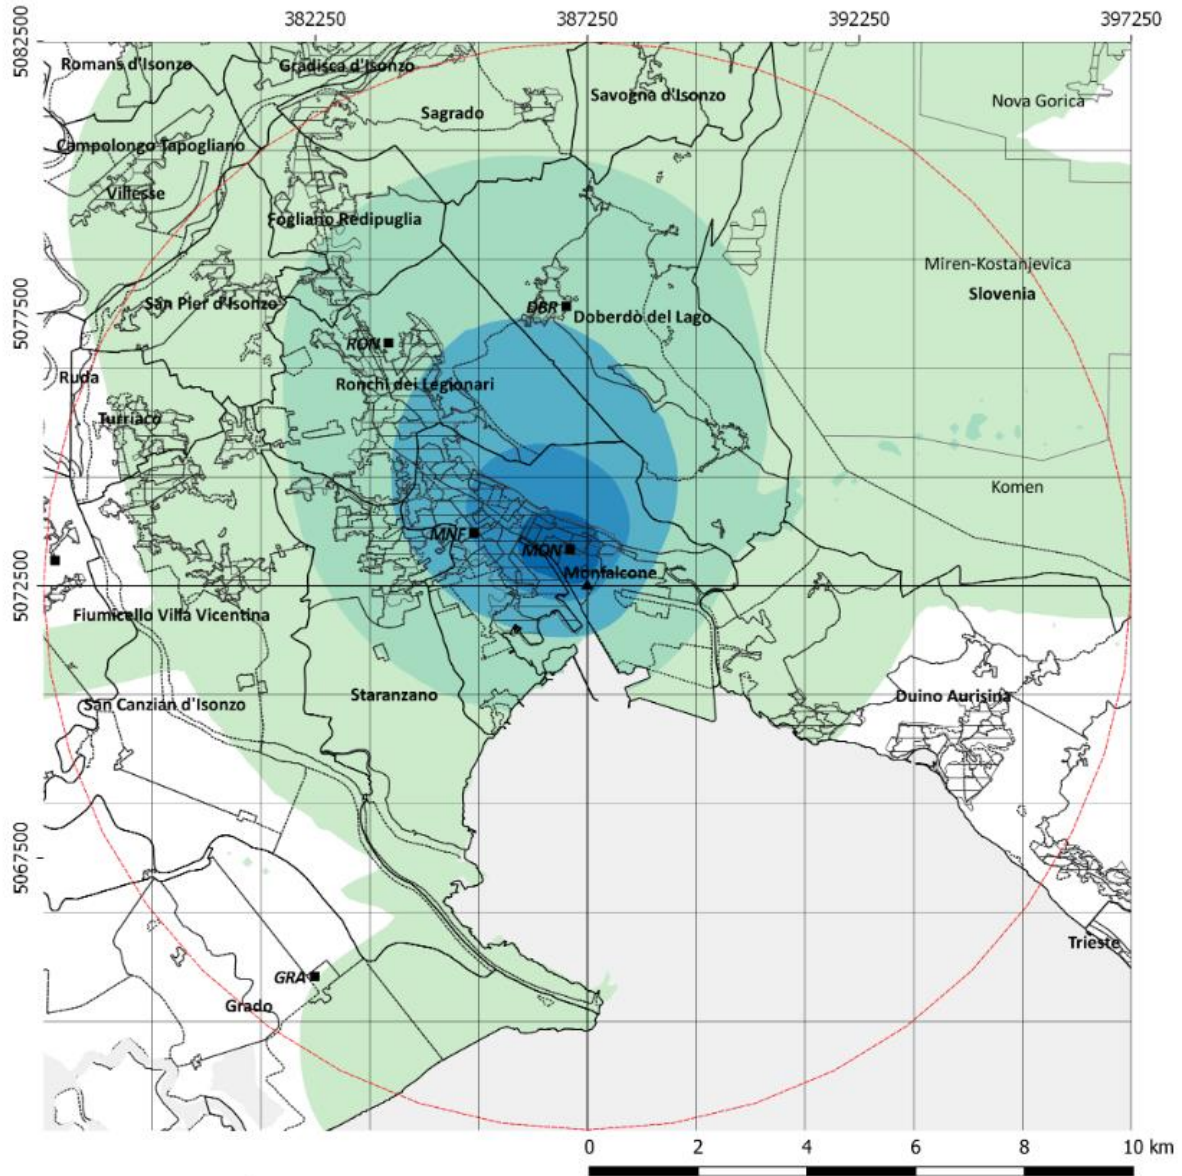 382250 387250 392250 397250
5082500
Romans d'Isonzo
Gradisca d'Isonzo
Savogna d'Isonzo
Nova Gorica
Sagrado
Campolongo Tapogliano
Villesse
Fogliano Redipuglia
Miren-Kostanjevica
Slovenia
San Pier d'Isonzo
5077500
DBR
Doberdò del Lago
RON
Ruda
Ronchi dei Legionari
Turriaco
Komen
MNF
MON
Monfalcone
5072500
Fiumicello Villa Vicentina
Staranzano
Duino Aurisina
San Canzian d'Isonzo
5067500
Trieste
GRA
Grado
0 2 4 6 8 10 km